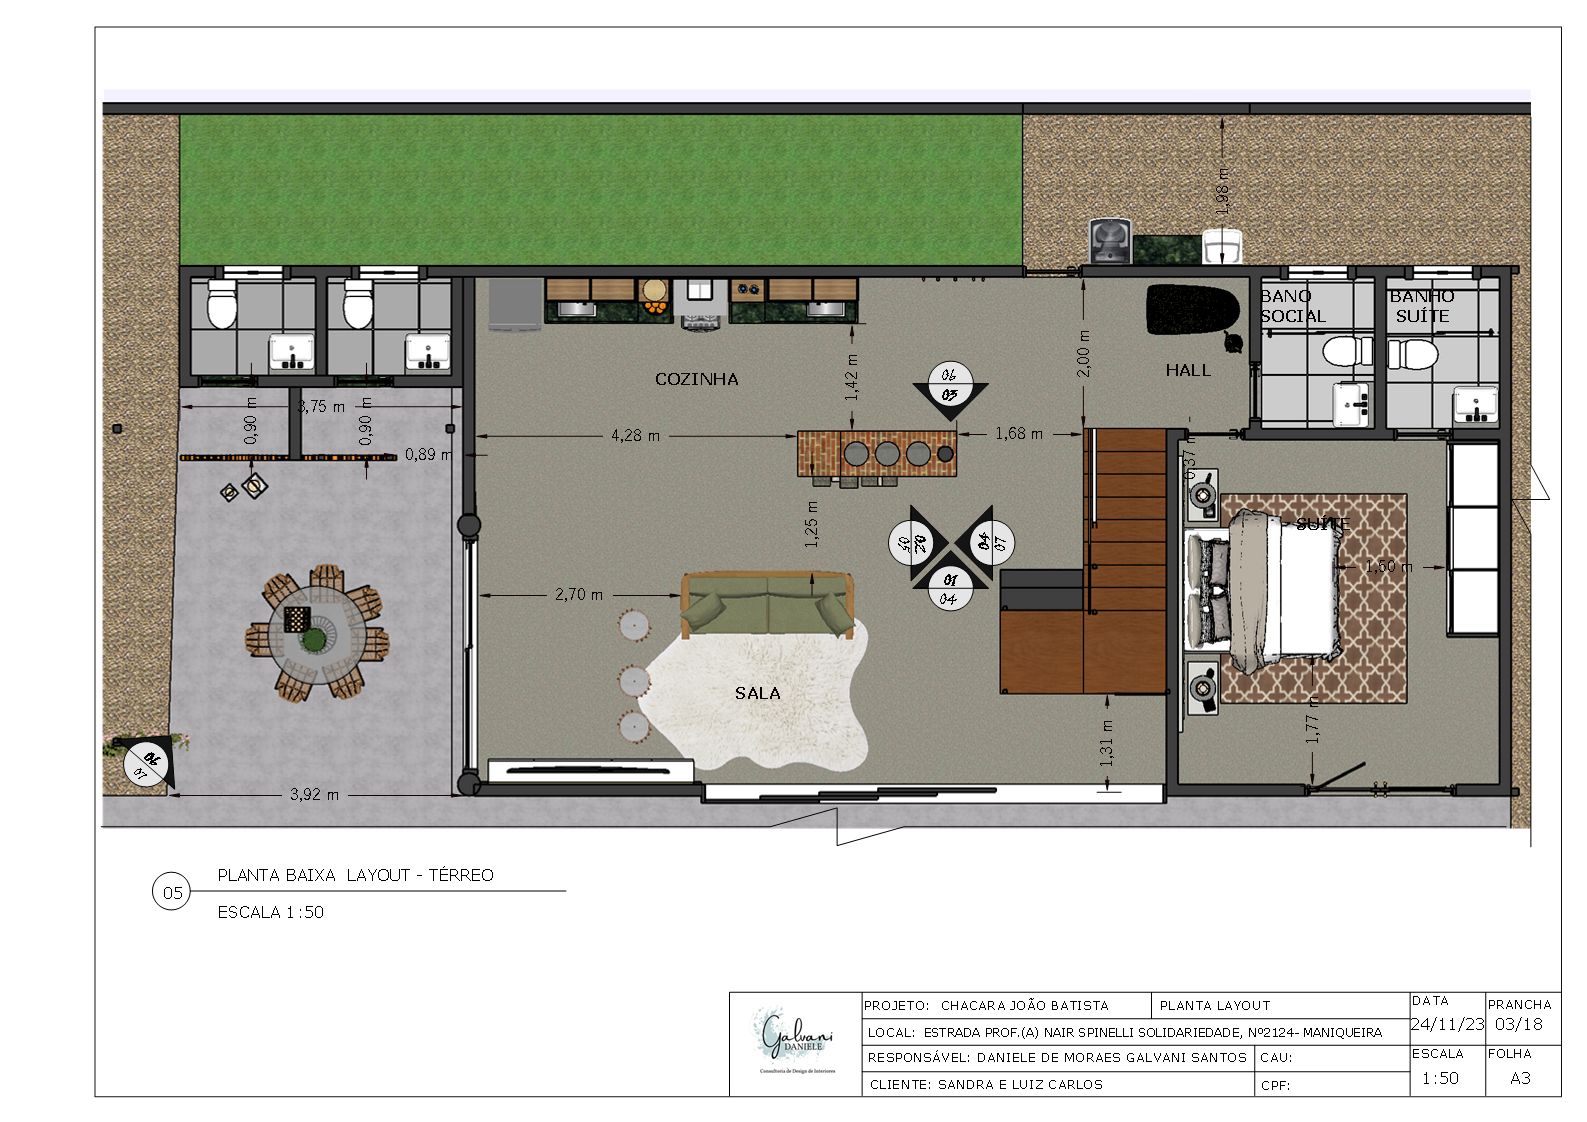 1,98 m
BANO
SOCIAL
BANHO
SUÍTE
COZINHA
1,42 m
2,00 m
HALL
06
03
3,75 m
0,90 m
0,90 m
0,89 m
4,28 m
1,68 m
0,37 m
1,25 m
05
02
04
07
SUÍTE
1,60 m
01
04
2,70 m
SALA
1,77 m
1,31 m
06
07
3,92 m
05
PLANTA BAIXA LAYOUT - TÉRREO
ESCALA 1:50
Galvani
DANIELE
Consultoria de Design de Interiores
PROJETO: CHACARA JOÃO BATISTA
PLANTA LAYOUT
DATA
24/11/23
PRANCHA
03/18
LOCAL: ESTRADA PROF.(A) NAIR SPINELLI SOLIDARIEDADE, Nº2124- MANIQUEIRA
RESPONSÁVEL: DANIELE DE MORAES GALVANI SANTOS
CAU:
ESCALA
1:50
FOLHA
A3
CLIENTE: SANDRA E LUIZ CARLOS
CPF: